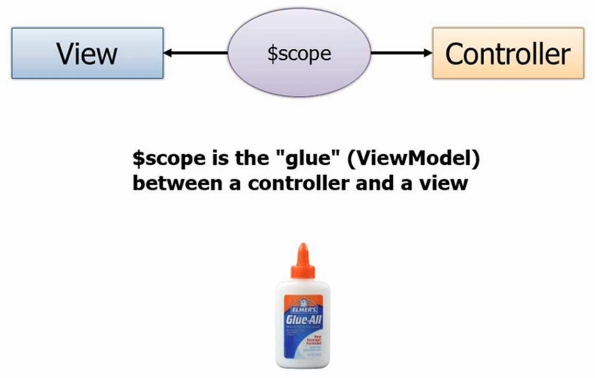 View
$scope
Controller
$scope is the "glue" (ViewModel)
between a controller and a view
ELMER'S
Glue-All